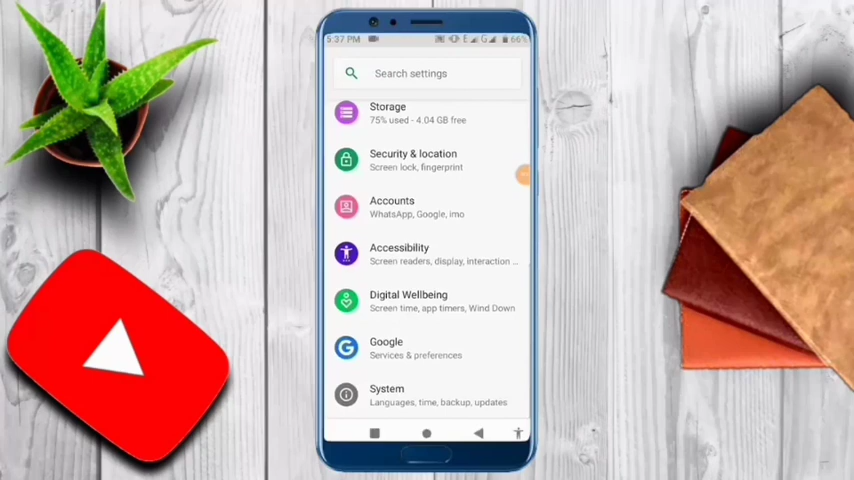 5:37 PM E G 66%
Search settings
Storage
75% used - 4.04 GB free
Security & location
Screen lock, fingerprint
Accounts
WhatsApp, Google, imo
Accessibility
Screen readers, display, interaction ...
Digital Wellbeing
Screen time, app timers, Wind Down
Google
Services & preferences
System
Languages, time, backup, updates